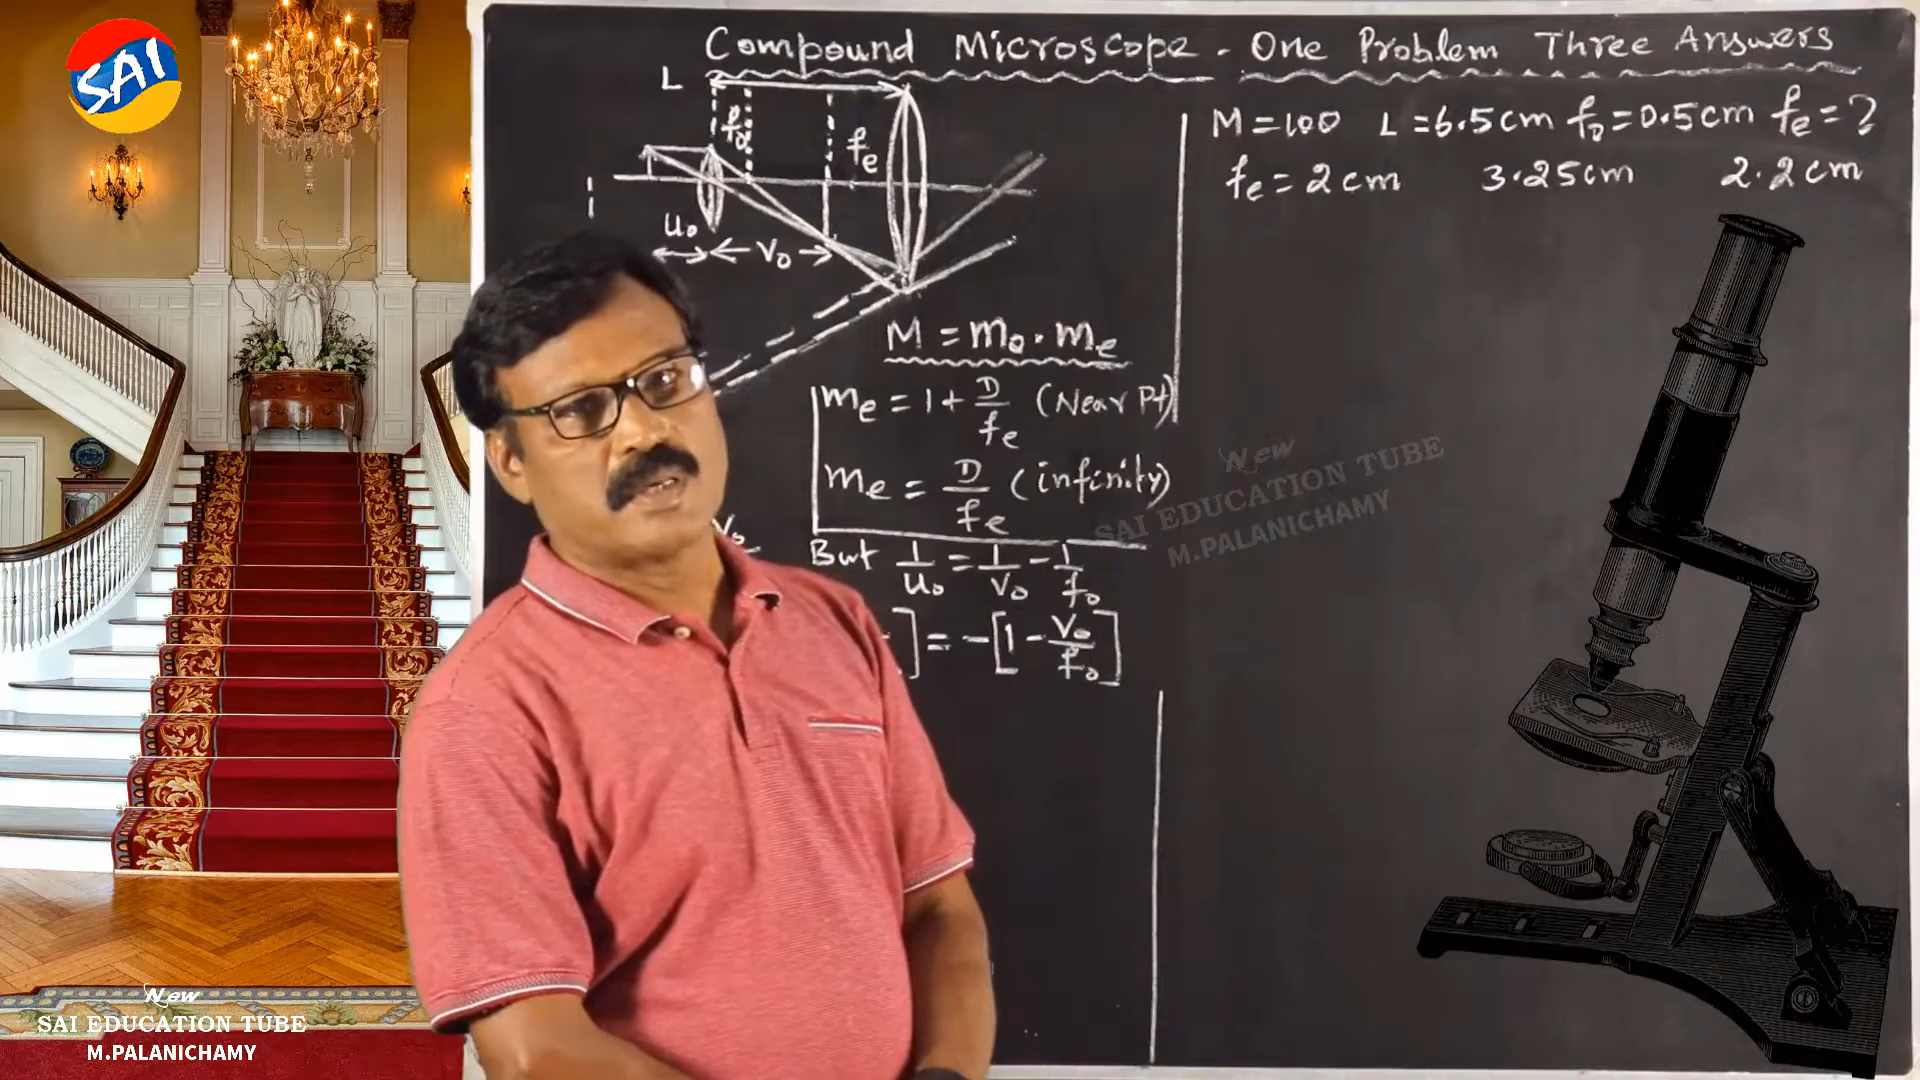 SAI
Compound Microscope - One Problem Three Answers
L
fo
fe
uo
vo
M = mo . me
me = 1 + D/fe (Near Pt)
me = D/fe (infinity)
vo
But 1/uo = 1/vo - 1/fo
] = -[1 - vo/fo]
M = 100 L = 6.5cm fo = 0.5cm fe = ?
fe = 2cm 3.25cm 2.2cm
New
SAI EDUCATION TUBE
M.PALANICHAMY
New
SAI EDUCATION TUBE
M.PALANICHAMY